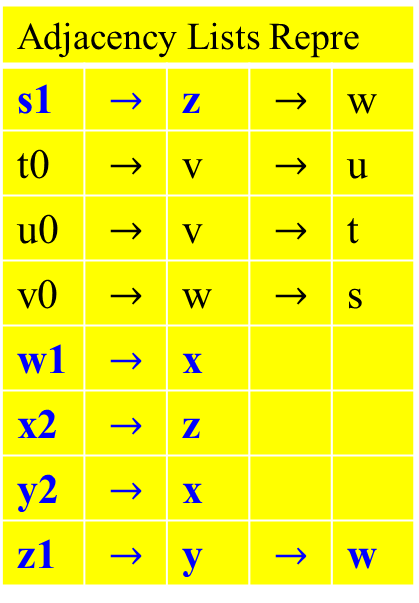 Adjacency Lists Repre
s1 → z → w
t0 → v → u
u0 → v → t
v0 → w → s
w1 → x
x2 → z
y2 → x
z1 → y → w